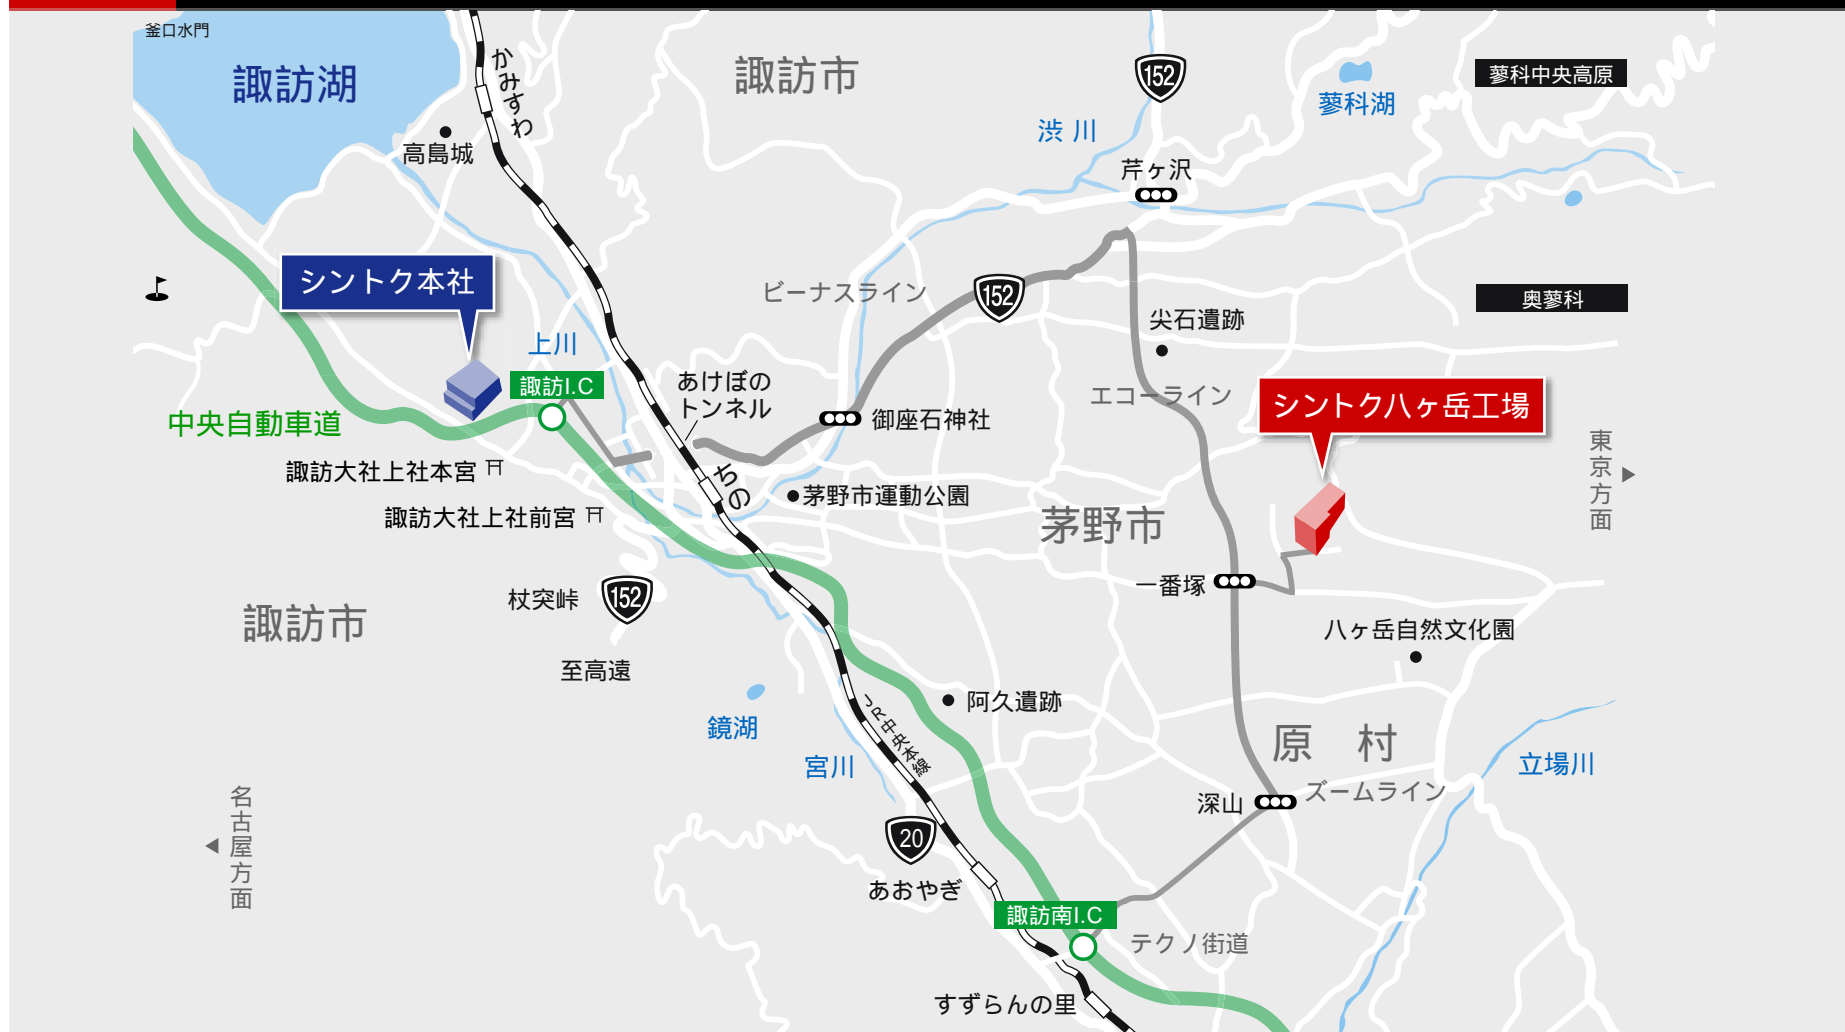 釜口水門
諏訪湖
かみすわ
諏訪市
152
渋 川
蓼科湖
蓼科中央高原
高島城
芹ヶ沢
シントク本社
ビーナスライン
152
奥蓼科
尖石遺跡
上川
諏訪I.C
あけぼの
トンネル
エコーライン
シントク八ヶ岳工場
中央自動車道
御座石神社
東京方面
諏訪大社上社本宮
ちの
茅野市運動公園
諏訪大社上社前宮
茅野市
杖突峠
152
一番塚
諏訪市
八ヶ岳自然文化園
至高遠
阿久遺跡
鏡湖
JR中央本線
宮川
原 村
立場川
名古屋方面
深山
ズームライン
20
あおやぎ
諏訪南I.C
テクノ街道
すずらんの里